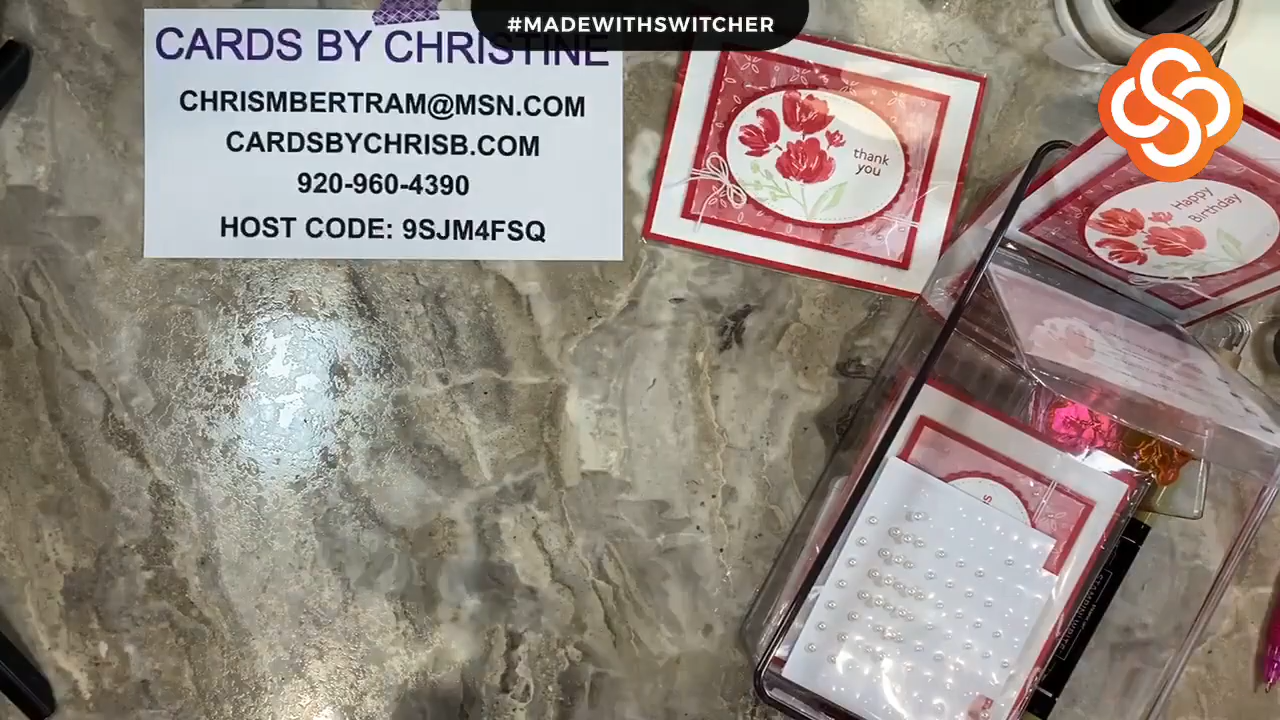 #MADEWITHSWITCHER
CARDS BY CHRISTINE
CHRISMBERTRAM@MSN.COM
CARDSBYCHRISB.COM
920-960-4390
HOST CODE: 9SJM4FSQ
thank
you
Happy
Birthday